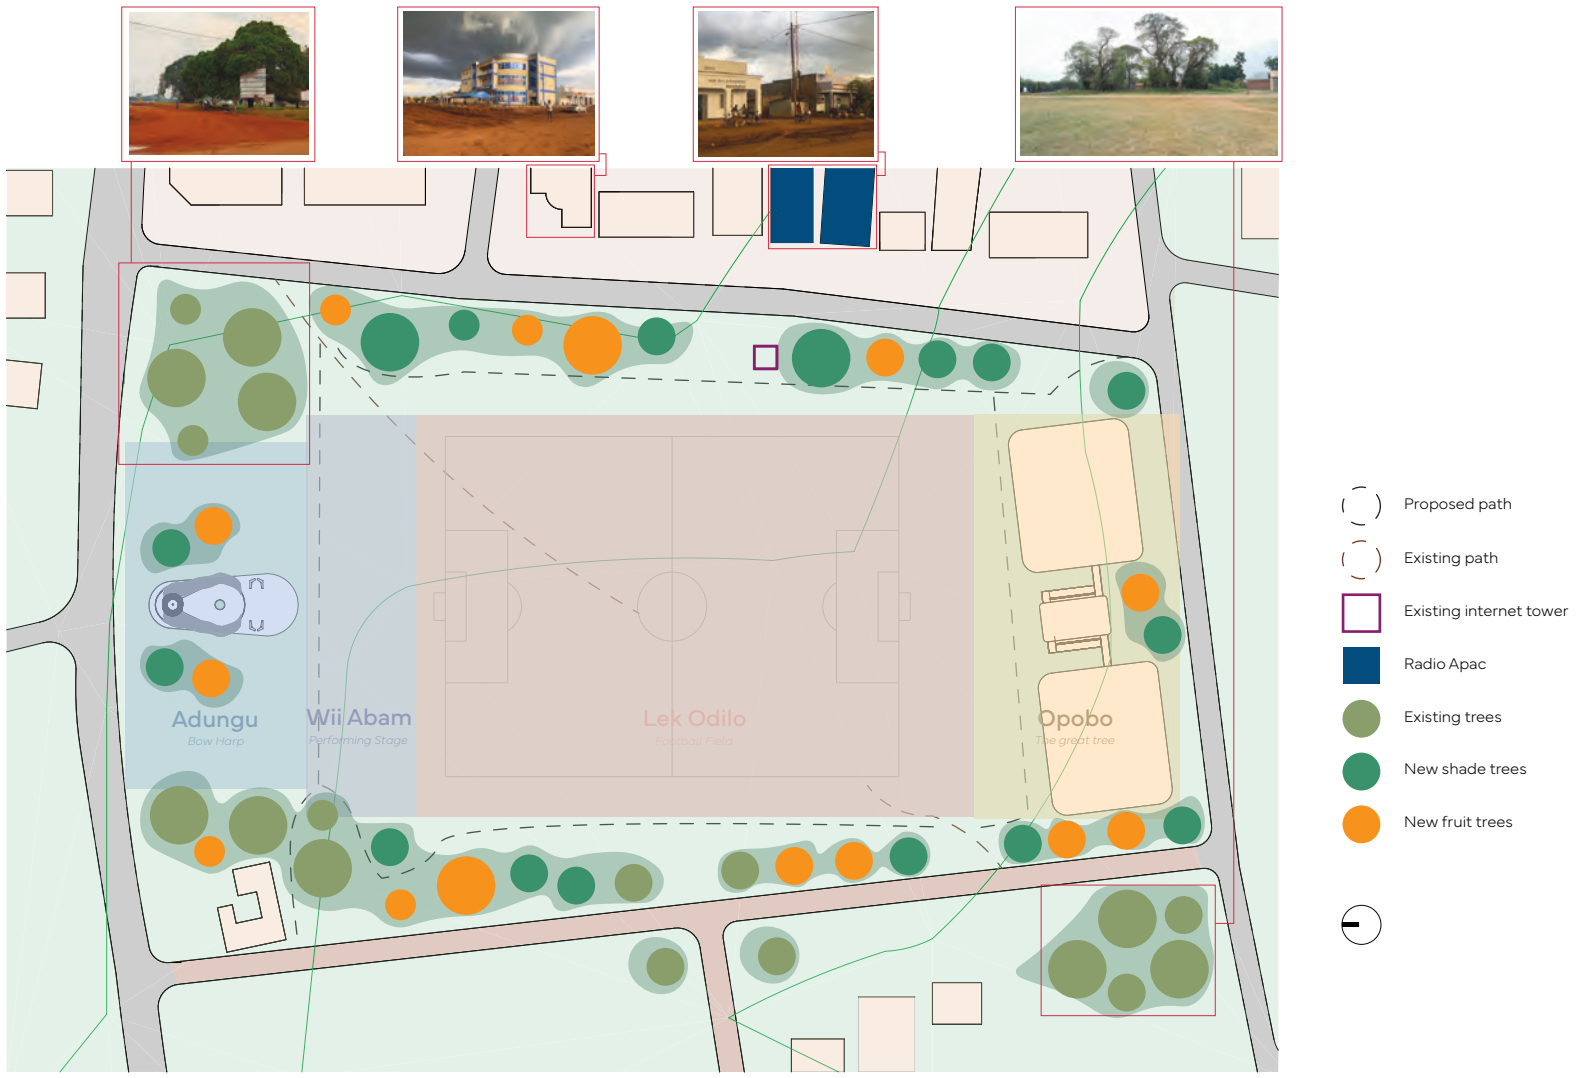 Adungu
Bow Harp
Wii Abam
Performing Stage
Lek Odilo
Football Field
Opobo
The great tree
Proposed path
Existing path
Existing internet tower
Radio Apac
Existing trees
New shade trees
New fruit trees